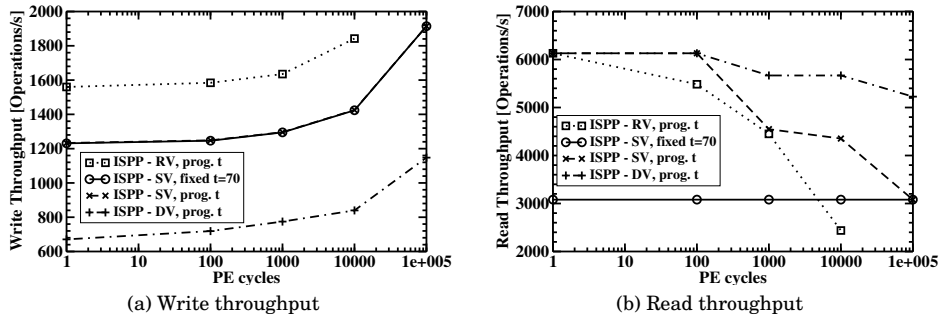 2000
1800
1600
1400
1200
1000
800
600
Write Throughput [Operations/s]
ISPP - RV, prog. t
ISPP - SV, fixed t=70
ISPP - SV, prog. t
ISPP - DV, prog. t
1 10 100 1000 10000 1e+005
PE cycles
(a) Write throughput
7000
6000
5000
4000
3000
2000
Read Throughput [Operations/s]
ISPP - RV, prog. t
ISPP - SV, fixed t=70
ISPP - SV, prog. t
ISPP - DV, prog. t
1 10 100 1000 10000 1e+005
PE cycles
(b) Read throughput